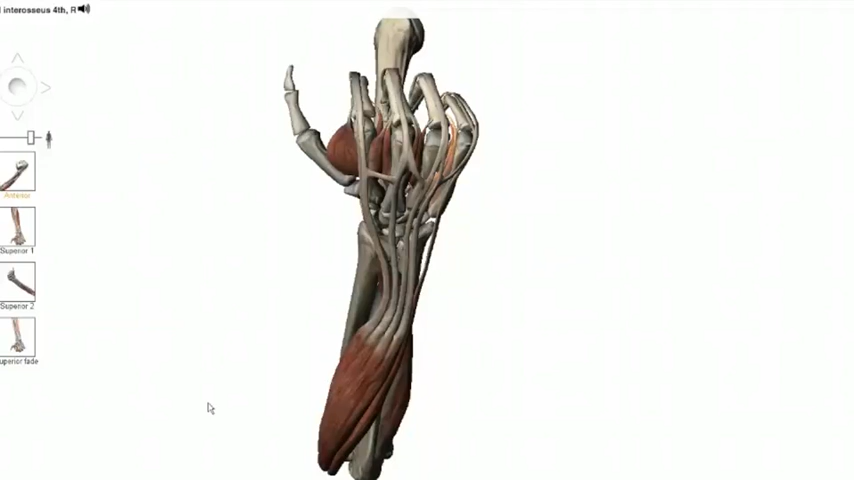 l interosseus 4th, R
Anterior
Superior 1
Superior 2
uperior fade